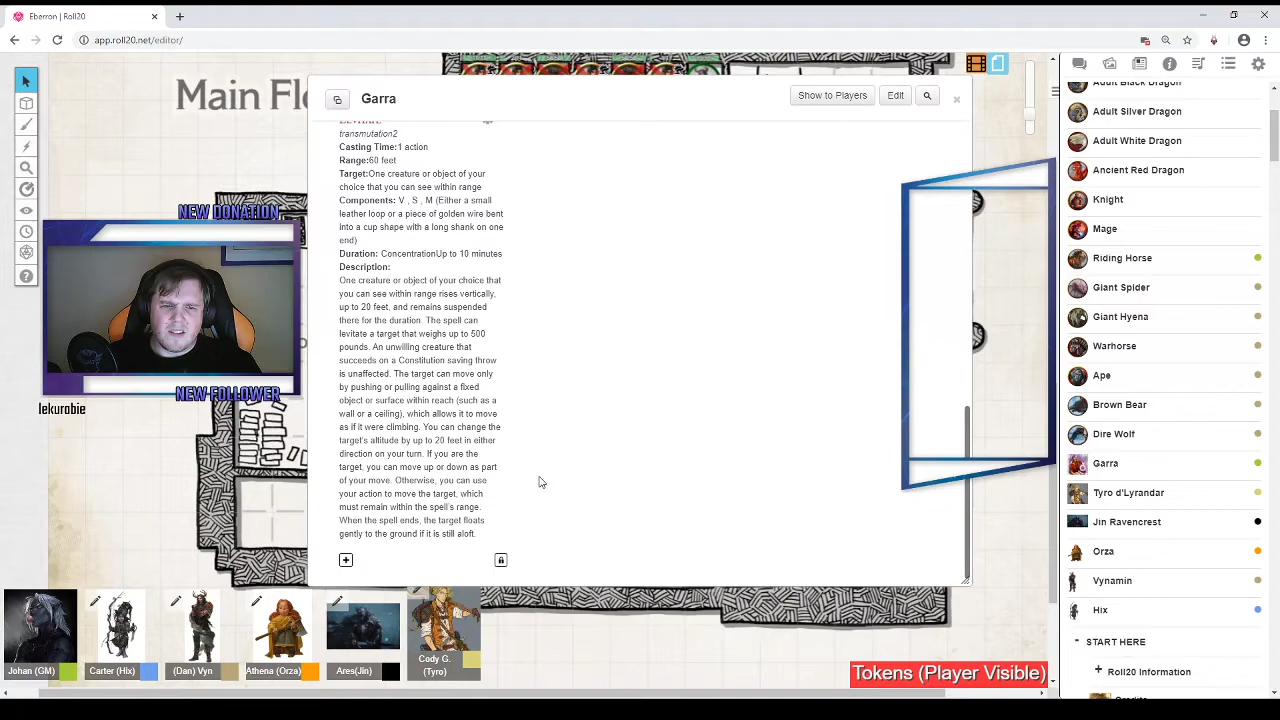 Eberron | Roll20
app.roll20.net/editor/
Main Fl
Garra
Show to Players
Edit
transmutation2
Casting Time:1 action
Range:60 feet
Target:One creature or object of your
choice that you can see within range
Components: V , S , M (Either a small
leather loop or a piece of golden wire bent
into a cup shape with a long shank on one
end)
Duration: ConcentrationUp to 10 minutes
Description:
One creature or object of your choice that
you can see within range rises vertically,
up to 20 feet, and remains suspended
there for the duration. The spell can
levitate a target that weighs up to 500
pounds. An unwilling creature that
succeeds on a Constitution saving throw
is unaffected. The target can move only
by pushing or pulling against a fixed
object or surface within reach (such as a
wall or a ceiling), which allows it to move
as if it were climbing. You can change the
target's altitude by up to 20 feet in either
direction on your turn. If you are the
target, you can move up or down as part
of your move. Otherwise, you can use
your action to move the target, which
must remain within the spell's range.
When the spell ends, the target floats
gently to the ground if it is still aloft.
NEW DONATION
NEW FOLLOWER
lekurabie
Johan (GM)
Carter (Hix)
(Dan) Vyn
Athena (Orza)
Ares(Jin)
Cody G.
(Tyro)
Tokens (Player Visible)
Adult Black Dragon
Adult Silver Dragon
Adult White Dragon
Ancient Red Dragon
Knight
Mage
Riding Horse
Giant Spider
Giant Hyena
Warhorse
Ape
Brown Bear
Dire Wolf
Garra
Tyro d'Lyrandar
Jin Ravencrest
Orza
Vynamin
Hix
START HERE
Roll20 Information